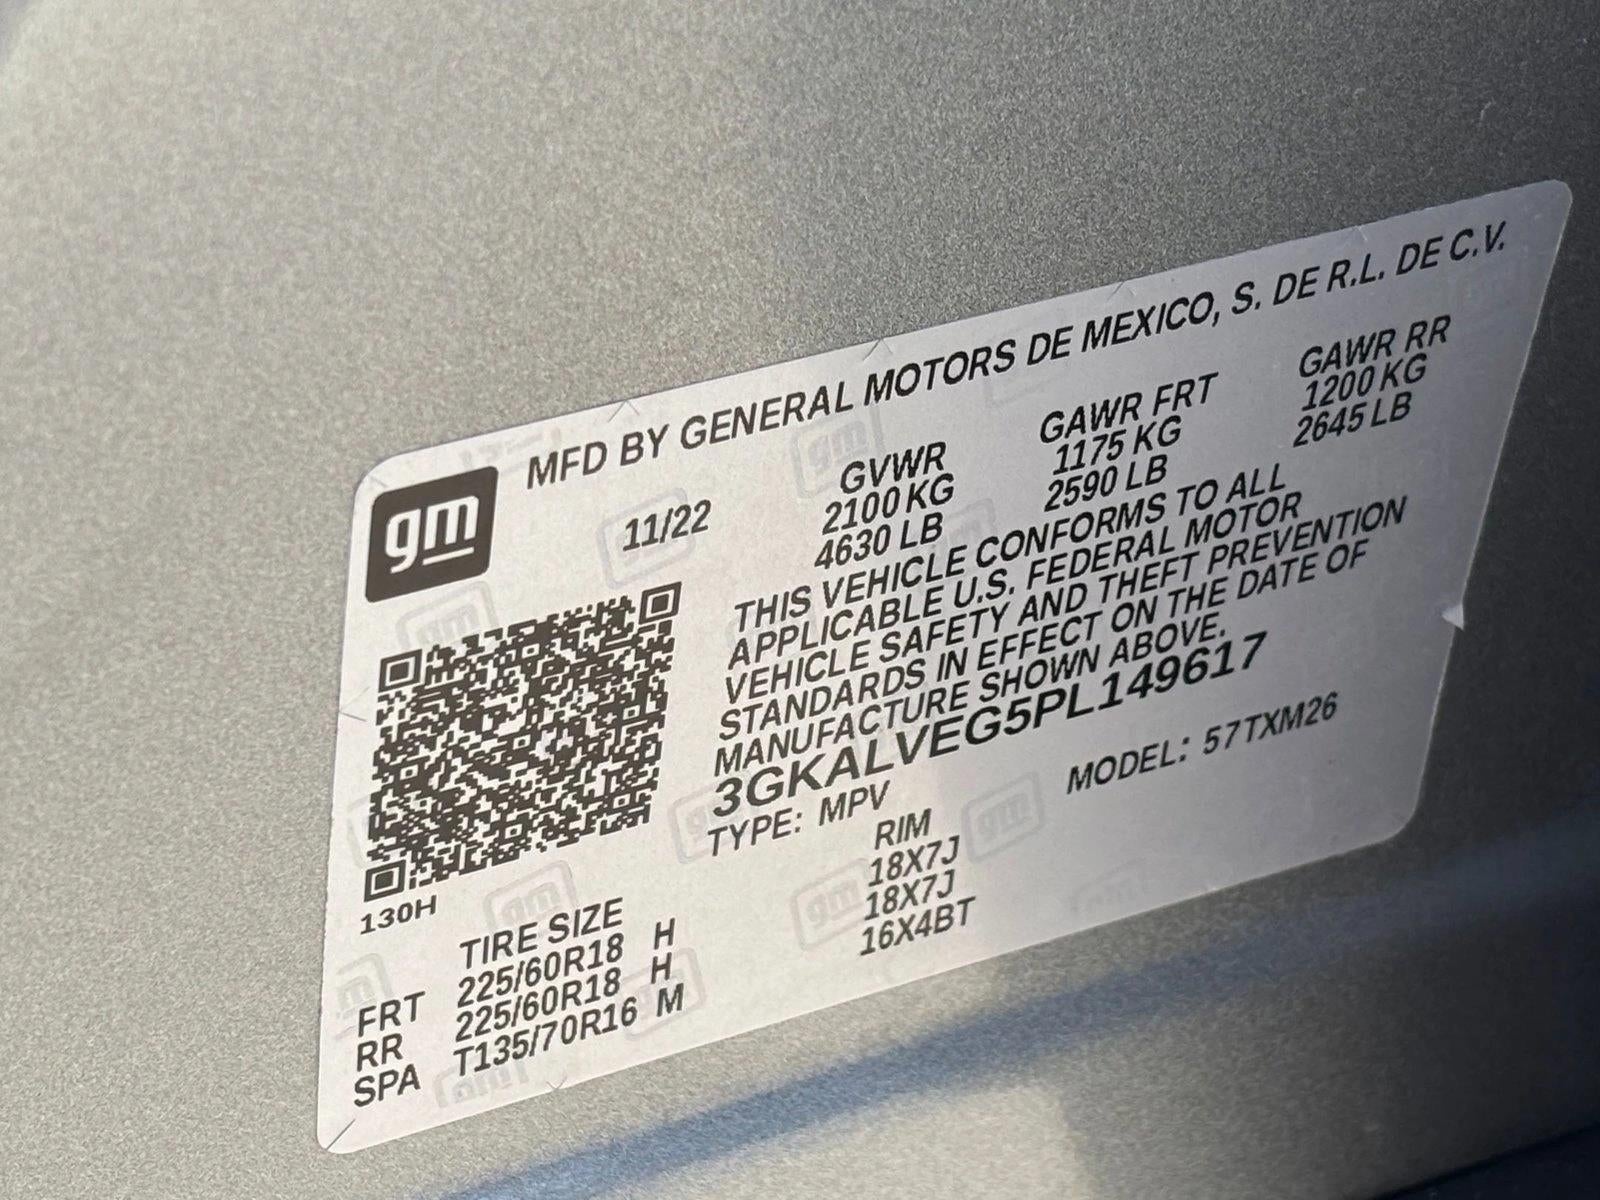 MFD BY GENERAL MOTORS DE MEXICO, S. DE R.L. DE C.V.
gm
11/22
GVWR GAWR FRT GAWR RR
2100 KG 1175 KG 1200 KG
4630 LB 2590 LB 2645 LB
THIS VEHICLE CONFORMS TO ALL
APPLICABLE U.S. FEDERAL MOTOR
VEHICLE SAFETY AND THEFT PREVENTION
STANDARDS IN EFFECT ON THE DATE OF
MANUFACTURE SHOWN ABOVE.
3GKALVEG5PL149617
TYPE: MPV MODEL: 57TXM26
130H
TIRE SIZE RIM
FRT 225/60R18 H 18X7J
RR 225/60R18 H 18X7J
SPA T135/70R16 M 16X4BT